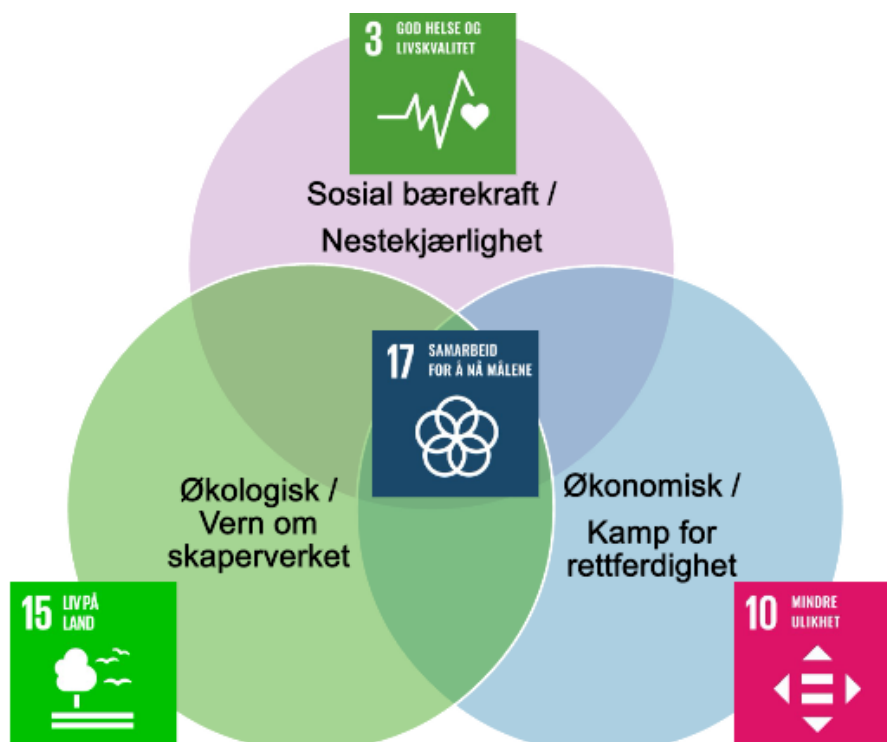 3 GOD HELSE OG
LIVSKVALITET
Sosial bærekraft /
Nestekjærlighet
17 SAMARBEID
FOR Å NÅ MÅLENE
Økologisk /
Vern om
skaperverket
Økonomisk /
Kamp for
rettferdighet
15 LIV PÅ
LAND
10 MINDRE
ULIKHET